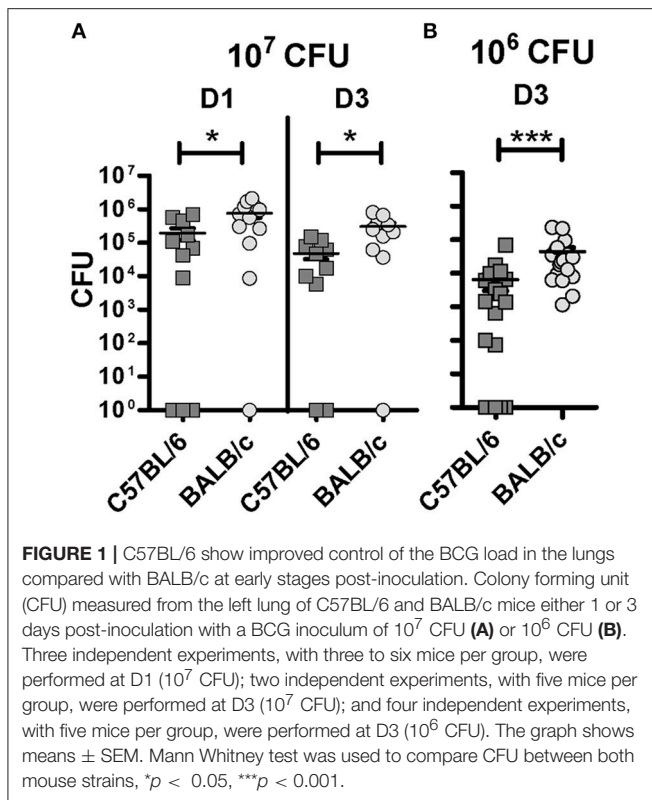 A
B
10⁷ CFU
10⁶ CFU
D1
D3
D3
*
*
***
10⁷
10⁶
10⁵
10⁴
10³
10²
10¹
10⁰
CFU
C57BL/6
BALB/c
C57BL/6
BALB/c
C57BL/6
BALB/c
FIGURE 1 | C57BL/6 show improved control of the BCG load in the lungs
compared with BALB/c at early stages post-inoculation. Colony forming unit
(CFU) measured from the left lung of C57BL/6 and BALB/c mice either 1 or 3
days post-inoculation with a BCG inoculum of 10⁷ CFU (A) or 10⁶ CFU (B).
Three independent experiments, with three to six mice per group, were
performed at D1 (10⁷ CFU); two independent experiments, with five mice per
group, were performed at D3 (10⁷ CFU); and four independent experiments,
with five mice per group, were performed at D3 (10⁶ CFU). The graph shows
means ± SEM. Mann Whitney test was used to compare CFU between both
mouse strains, *p < 0.05, ***p < 0.001.